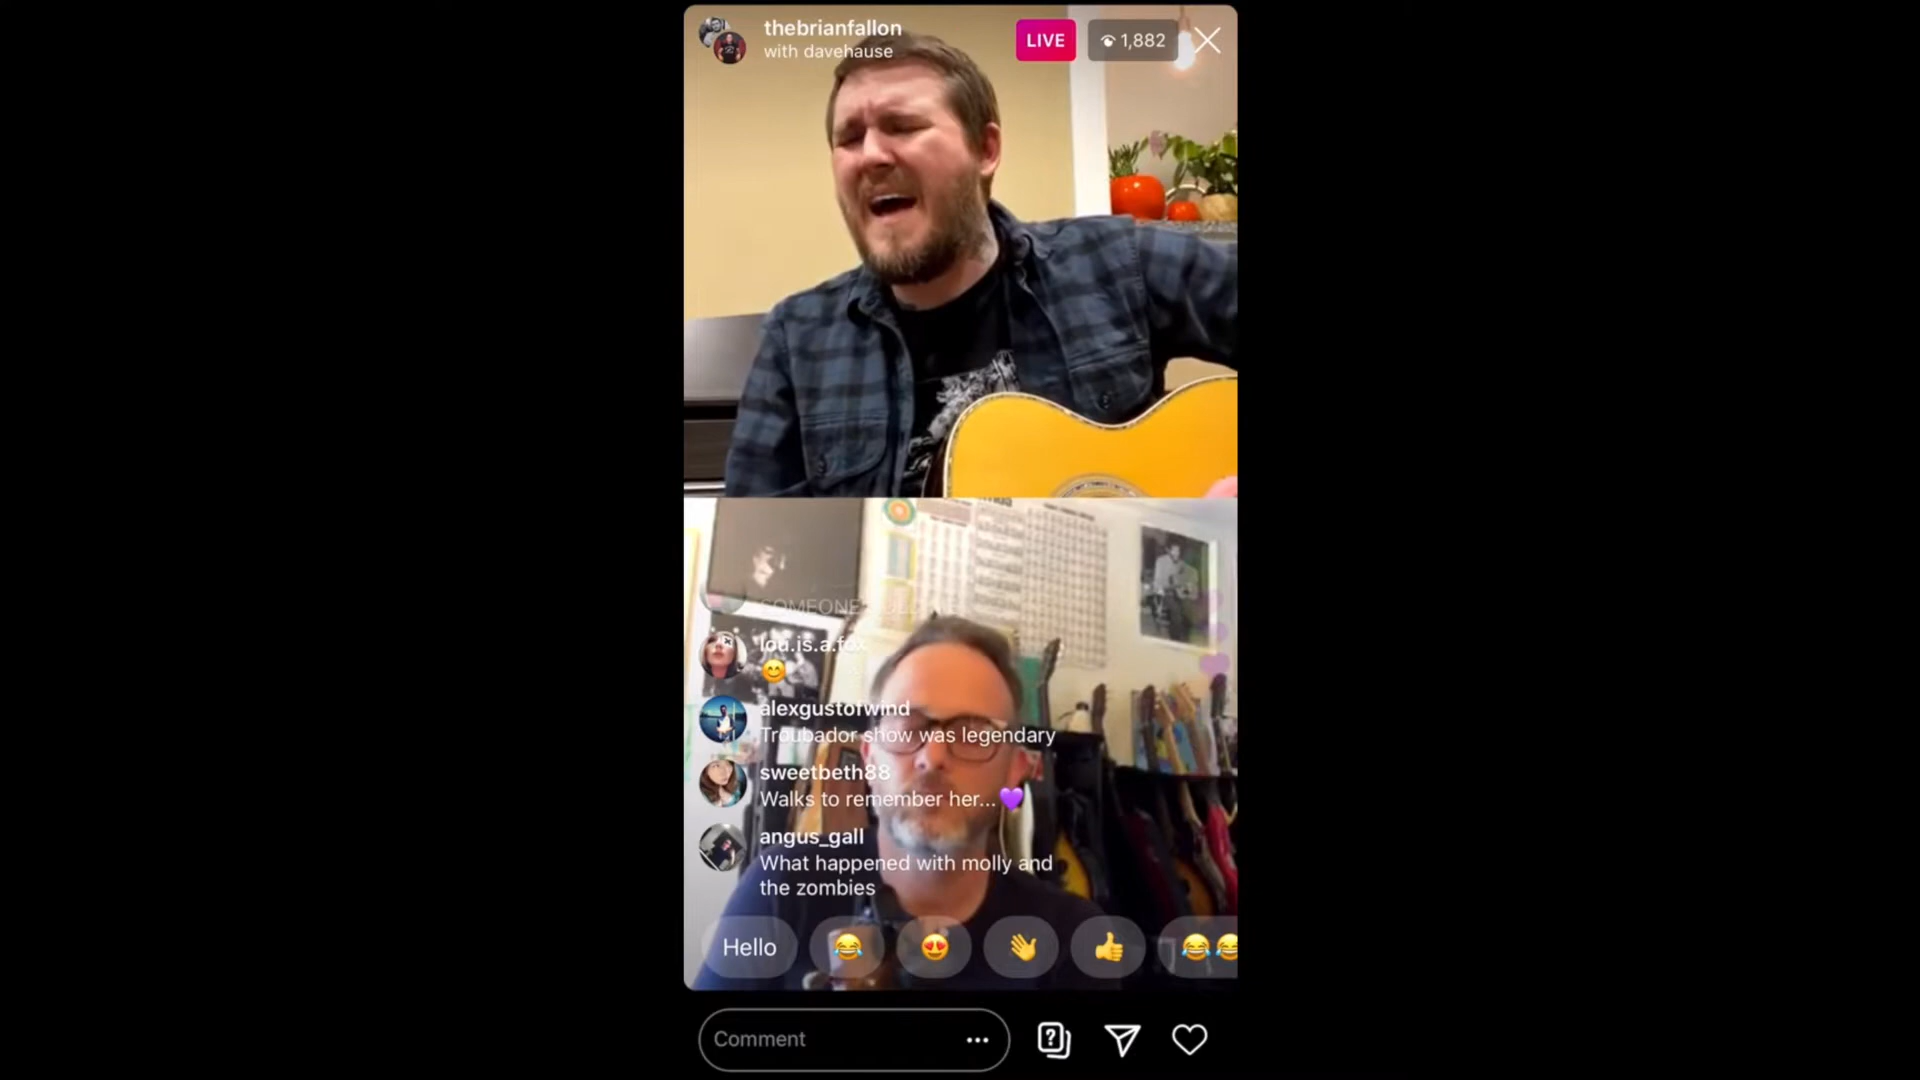 thebrianfallon
with davehause
LIVE
1,882
SOMEONE
lou.is.a.fox
alexgustofwind
Troubador show was legendary
sweetbeth88
Walks to remember her...
angus_gall
What happened with molly and
the zombies
Hello
Comment